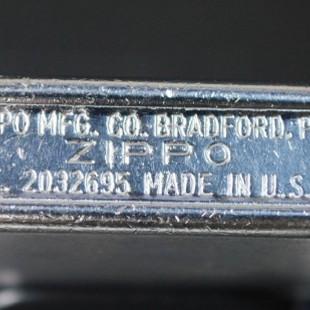 PO MFG. CO. BRADFORD. P
ZIPPO
. 2032695 MADE IN U.S